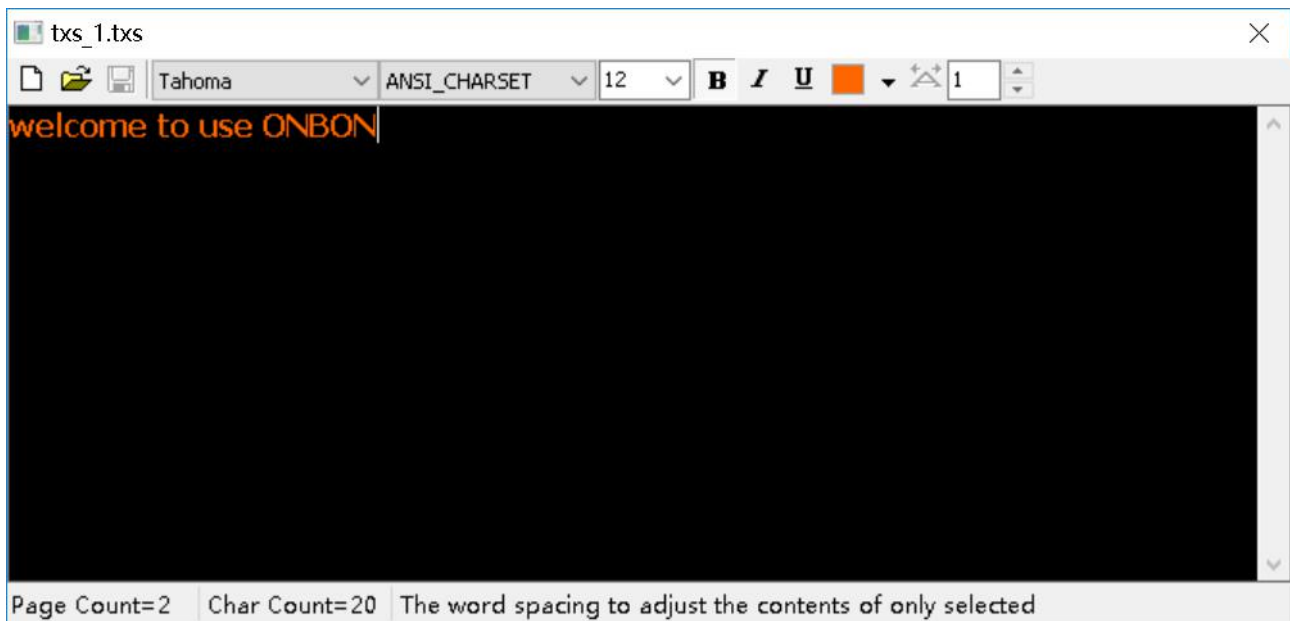 txs_1.txs
Tahoma ANSI_CHARSET 12 B I U 1
welcome to use ONBON
Page Count=2 Char Count=20 The word spacing to adjust the contents of only selected